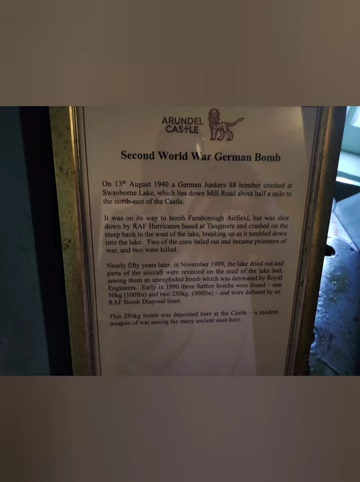 ARUNDEL
CASTLE
Second World War German Bomb
On 13th August 1940 a German Junkers 88 bomber crashed at
Swanborne Lake, which lies down Mill Road about half a mile to
the north-east of the Castle.
It was on its way to bomb Farnborough Airfield, but was shot
down by RAF Hurricanes based at Tangmere and crashed on the
steep bank to the west of the lake, breaking up as it tumbled down
into the lake. Two of the crew baled out and became prisoners of
war, and two were killed.
Nearly fifty years later, in November 1989, the lake dried out and
parts of the aircraft were revealed on the mud of the lake bed,
among them an unexploded bomb which was detonated by Royal
Engineers. Early in 1990 three further bombs were found – one
50kg (100lbs) and two 250kg. (500lbs) – and were defused by an
RAF Bomb Disposal team.
This 250kg bomb was deposited here at the Castle – a modern
weapon of war among the many ancient ones here.